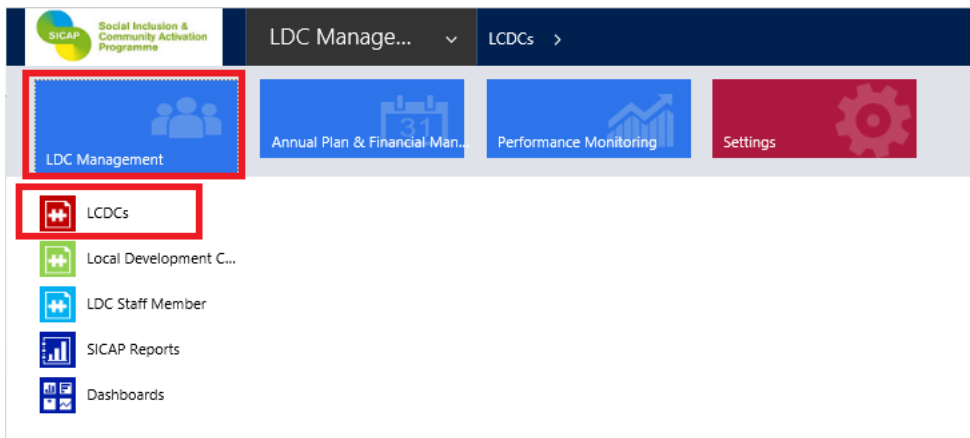 SICAP
Social Inclusion &
Community Activation
Programme
LDC Manage...
LCDCs
LDC Management
31
Annual Plan & Financial Man...
Performance Monitoring
Settings
LCDCs
Local Development C...
LDC Staff Member
SICAP Reports
Dashboards